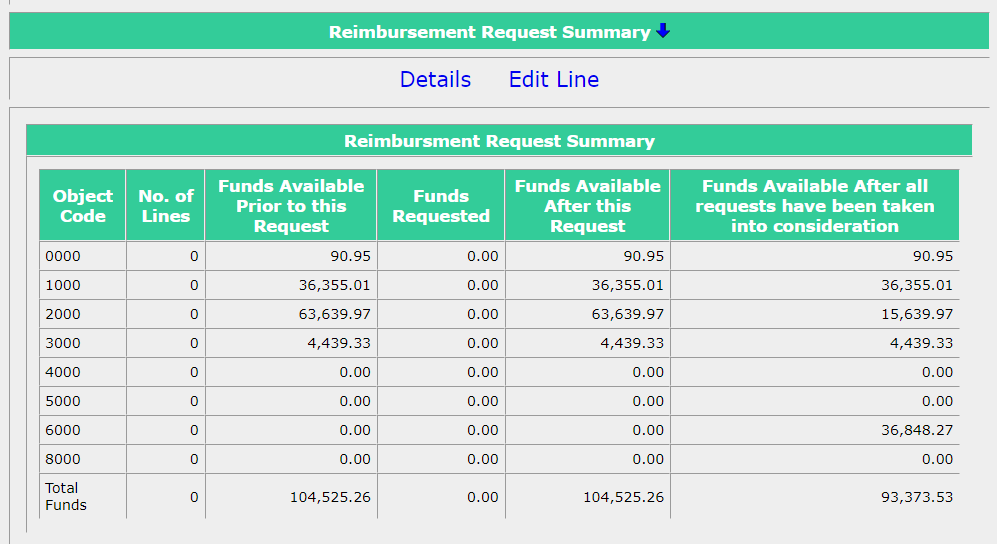 Reimbursement Request Summary
Details Edit Line
Reimbursment Request Summary
Object Code No. of Lines Funds Available Prior to this Request Funds Requested Funds Available After this Request Funds Available After all requests have been taken into consideration
0000 0 90.95 0.00 90.95 90.95
1000 0 36,355.01 0.00 36,355.01 36,355.01
2000 0 63,639.97 0.00 63,639.97 15,639.97
3000 0 4,439.33 0.00 4,439.33 4,439.33
4000 0 0.00 0.00 0.00 0.00
5000 0 0.00 0.00 0.00 0.00
6000 0 0.00 0.00 0.00 36,848.27
8000 0 0.00 0.00 0.00 0.00
Total Funds 0 104,525.26 0.00 104,525.26 93,373.53